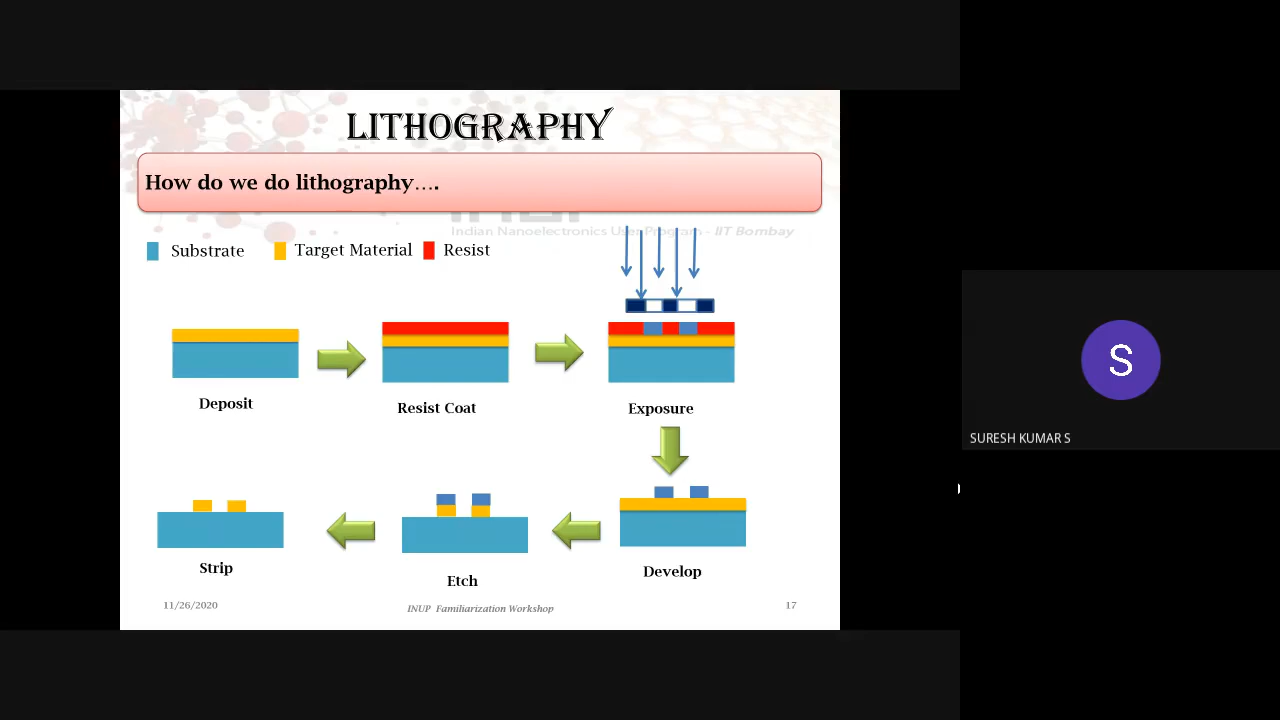 LITHOGRAPHY
How do we do lithography....
Indian Nanoelectronics User Program - IIT Bombay
Substrate Target Material Resist
Deposit
Resist Coat
Exposure
Strip
Etch
Develop
11/26/2020
INUP Familiarization Workshop
17
S
SURESH KUMAR S